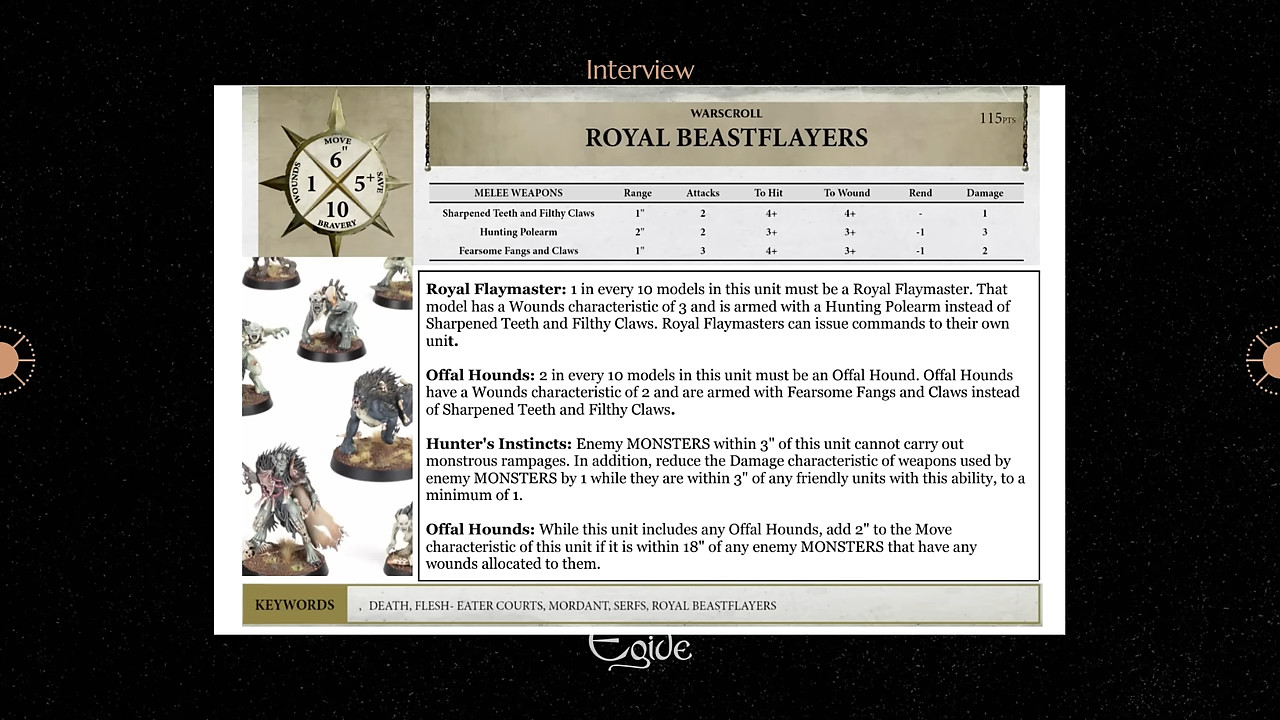 Interview
WARSCROLL
ROYAL BEASTFLAYERS
115PTS
MOVE
6"
WOUNDS
1
5+
SAVE
10
BRAVERY
MELEE WEAPONS Range Attacks To Hit To Wound Rend Damage
Sharpened Teeth and Filthy Claws 1" 2 4+ 4+ - 1
Hunting Polearm 2" 2 3+ 3+ -1 3
Fearsome Fangs and Claws 1" 3 4+ 3+ -1 2
Royal Flaymaster: 1 in every 10 models in this unit must be a Royal Flaymaster. That
model has a Wounds characteristic of 3 and is armed with a Hunting Polearm instead of
Sharpened Teeth and Filthy Claws. Royal Flaymasters can issue commands to their own
unit.
Offal Hounds: 2 in every 10 models in this unit must be an Offal Hound. Offal Hounds
have a Wounds characteristic of 2 and are armed with Fearsome Fangs and Claws instead
of Sharpened Teeth and Filthy Claws.
Hunter's Instincts: Enemy MONSTERS within 3" of this unit cannot carry out
monstrous rampages. In addition, reduce the Damage characteristic of weapons used by
enemy MONSTERS by 1 while they are within 3" of any friendly units with this ability, to a
minimum of 1.
Offal Hounds: While this unit includes any Offal Hounds, add 2" to the Move
characteristic of this unit if it is within 18" of any enemy MONSTERS that have any
wounds allocated to them.
KEYWORDS , DEATH, FLESH- EATER COURTS, MORDANT, SERFS, ROYAL BEASTFLAYERS
Egide